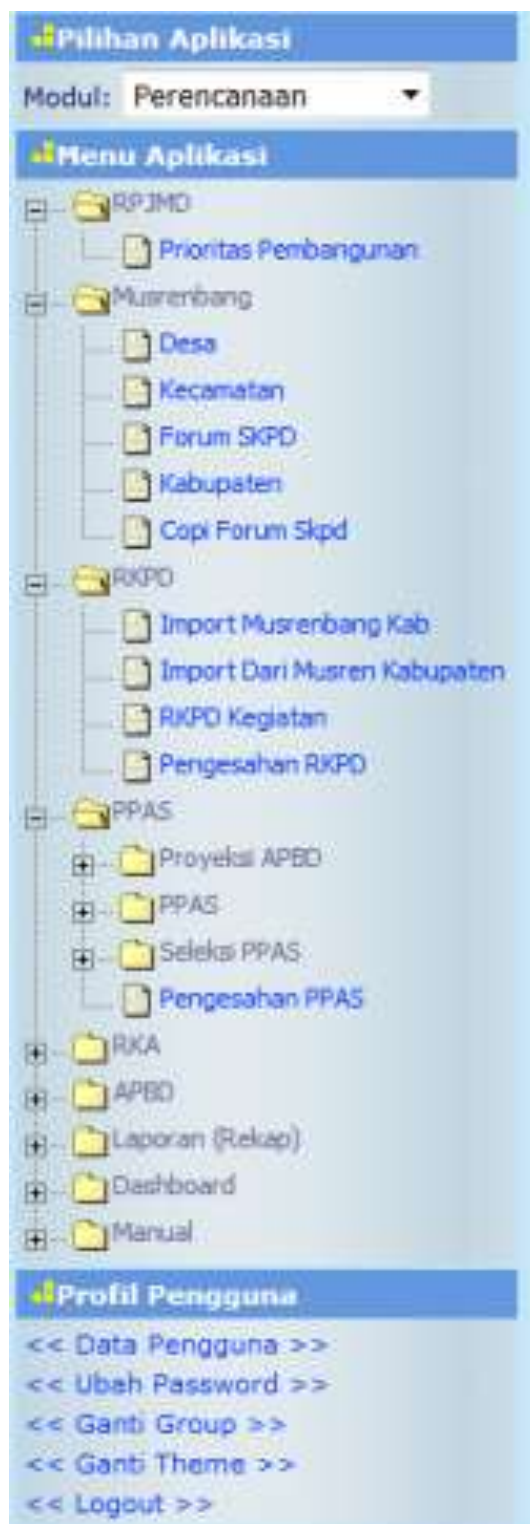 Pilihan Aplikasi
Modul: Perencanaan
Menu Aplikasi
RPJMD
Prioritas Pembangunan
Musrenbang
Desa
Kecamatan
Forum SKPD
Kabupaten
Copi Forum Skpd
RKPD
Import Musrenbang Kab
Import Dari Musren Kabupaten
RKPD Kegiatan
Pengesahan RKPD
PPAS
Proyeksi APBD
PPAS
Seleksi PPAS
Pengesahan PPAS
RKA
APBD
Laporan (Rekap)
Dashboard
Manual
Profil Pengguna
<< Data Pengguna >>
<< Ubah Password >>
<< Ganti Group >>
<< Ganti Theme >>
<< Logout >>